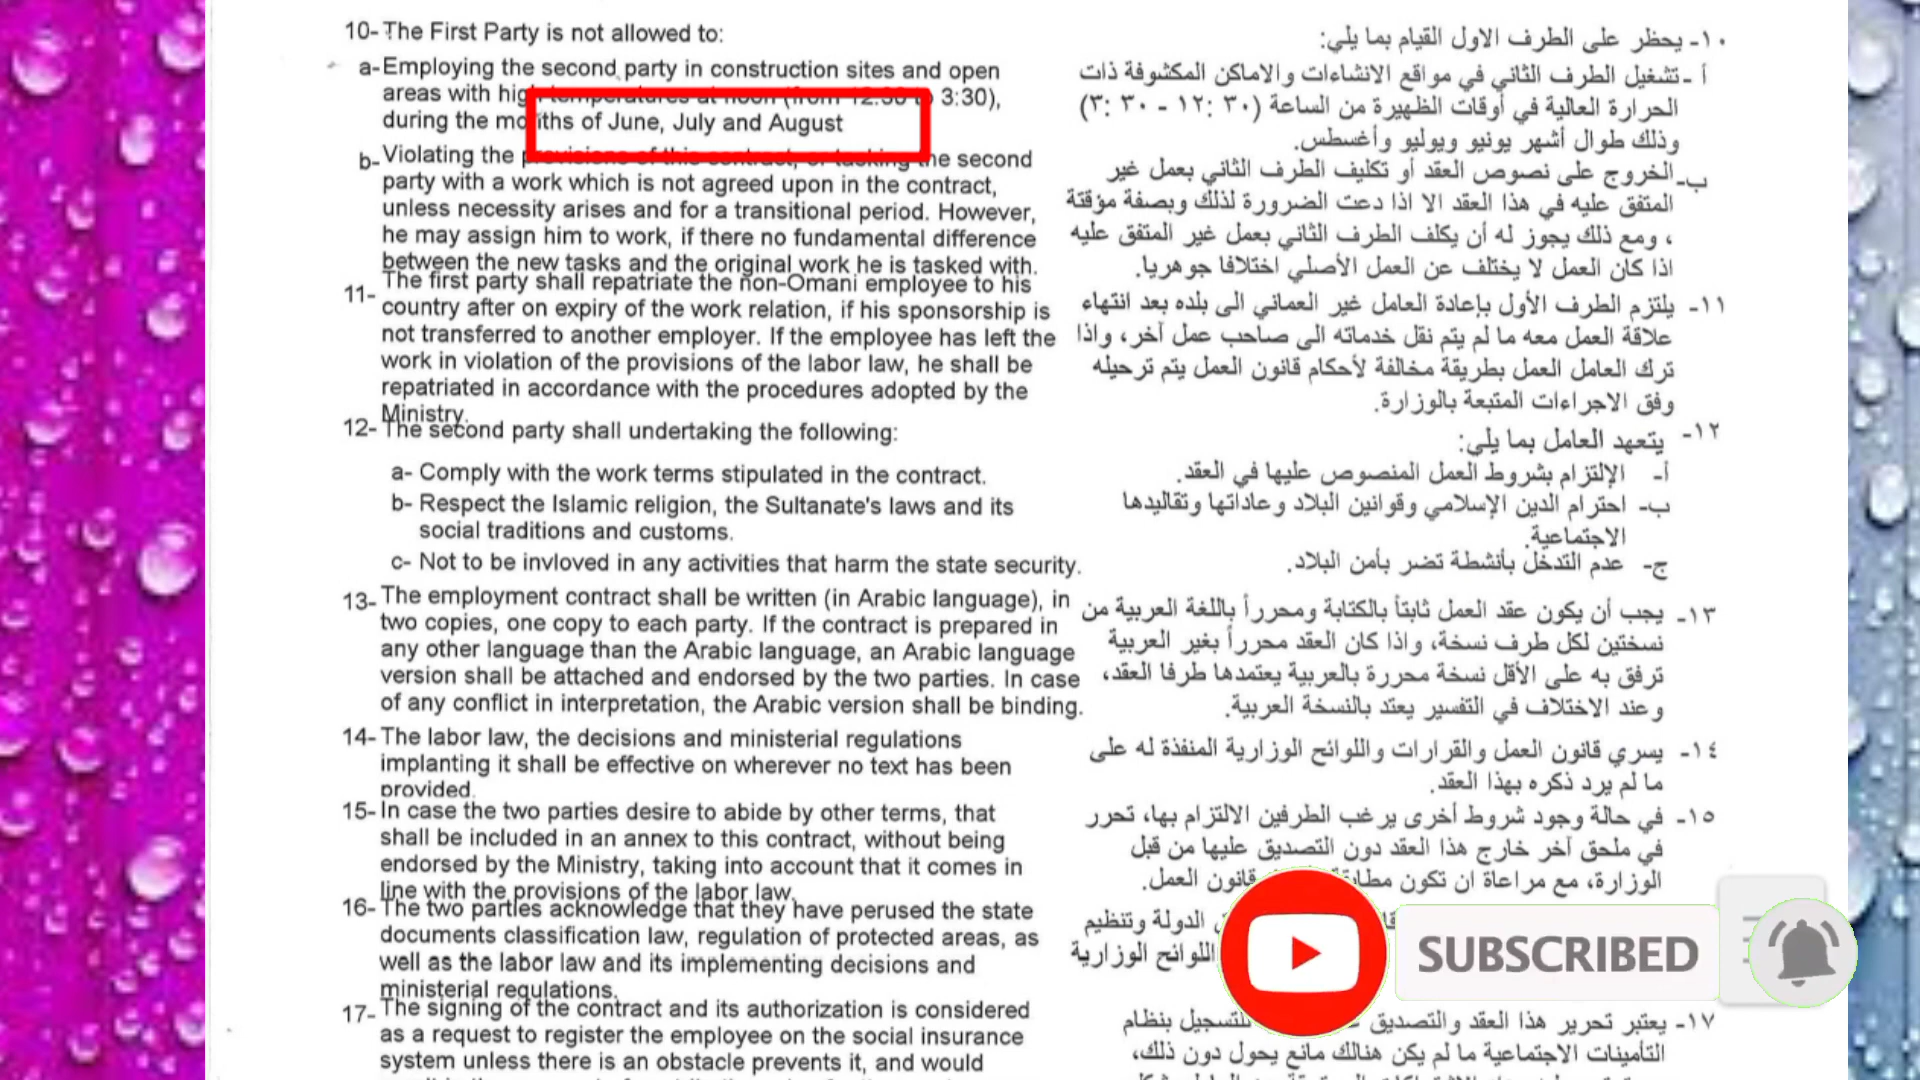 10- The First Party is not allowed to:
a- Employing the second party in construction sites and open
areas with high temperatures at noon (from 12:30 to 3:30),
during the months of June, July and August
b- Violating the provisions of this contract, or tasking the second
party with a work which is not agreed upon in the contract,
unless necessity arises and for a transitional period. However,
he may assign him to work, if there no fundamental difference
between the new tasks and the original work he is tasked with.
11- The first party shall repatriate the non-Omani employee to his
country after on expiry of the work relation, if his sponsorship is
not transferred to another employer. If the employee has left the
work in violation of the provisions of the labor law, he shall be
repatriated in accordance with the procedures adopted by the
Ministry.
12- The second party shall undertaking the following:
a- Comply with the work terms stipulated in the contract.
b- Respect the Islamic religion, the Sultanate's laws and its
social traditions and customs.
c- Not to be invloved in any activities that harm the state security.
13- The employment contract shall be written (in Arabic language), in
two copies, one copy to each party. If the contract is prepared in
any other language than the Arabic language, an Arabic language
version shall be attached and endorsed by the two parties. In case
of any conflict in interpretation, the Arabic version shall be binding.
14- The labor law, the decisions and ministerial regulations
implanting it shall be effective on wherever no text has been
provided.
15- In case the two parties desire to abide by other terms, that
shall be included in an annex to this contract, without being
endorsed by the Ministry, taking into account that it comes in
line with the provisions of the labor law.
16- The two parties acknowledge that they have perused the state
documents classification law, regulation of protected areas, as
well as the labor law and its implementing decisions and
ministerial regulations.
17- The signing of the contract and its authorization is considered
as a request to register the employee on the social insurance
system unless there is an obstacle prevents it, and would
١٠- يحظر على الطرف الاول القيام بما يلي:
أ - تشغيل الطرف الثاني في مواقع الانشاءات والاماكن المكشوفة ذات
الحرارة العالية في أوقات الظهيرة من الساعة (٣٠ :١٢ - ٣٠ :٣)
وذلك طوال أشهر يونيو ويوليو وأغسطس.
ب- الخروج على نصوص العقد أو تكليف الطرف الثاني بعمل غير
المتفق عليه في هذا العقد الا اذا دعت الضرورة لذلك وبصفة مؤقتة
، ومع ذلك يجوز له أن يكلف الطرف الثاني بعمل غير المتفق عليه
اذا كان العمل لا يختلف عن العمل الأصلي اختلافا جوهريا.
١١- يلتزم الطرف الأول بإعادة العامل غير العماني الى بلده بعد انتهاء
علاقة العمل معه ما لم يتم نقل خدماته الى صاحب عمل آخر، واذا
ترك العامل العمل بطريقة مخالفة لأحكام قانون العمل يتم ترحيله
وفق الاجراءات المتبعة بالوزارة.
١٢- يتعهد العامل بما يلي:
أ- الإلتزام بشروط العمل المنصوص عليها في العقد.
ب- احترام الدين الإسلامي وقوانين البلاد وعاداتها وتقاليدها
الاجتماعية.
ج- عدم التدخل بأنشطة تضر بأمن البلاد.
١٣- يجب أن يكون عقد العمل ثابتاً بالكتابة ومحرراً باللغة العربية من
نسختين لكل طرف نسخة، واذا كان العقد محرراً بغير العربية
ترفق به على الأقل نسخة محررة بالعربية يعتمدها طرفا العقد،
وعند الاختلاف في التفسير يعتد بالنسخة العربية.
١٤- يسري قانون العمل والقرارات واللوائح الوزارية المنفذة له على
ما لم يرد ذكره بهذا العقد.
١٥- في حالة وجود شروط أخرى يرغب الطرفين الالتزام بها، تحرر
في ملحق آخر خارج هذا العقد دون التصديق عليها من قبل
الوزارة، مع مراعاة ان تكون قانون العمل.
الدولة وتنظيم
اللوائح الوزارية
١٧- يعتبر تحرير هذا العقد والتصديق للتسجيل بنظام
التأمينات الاجتماعية ما لم يكن هنالك مانع يحول دون ذلك،
SUBSCRIBED